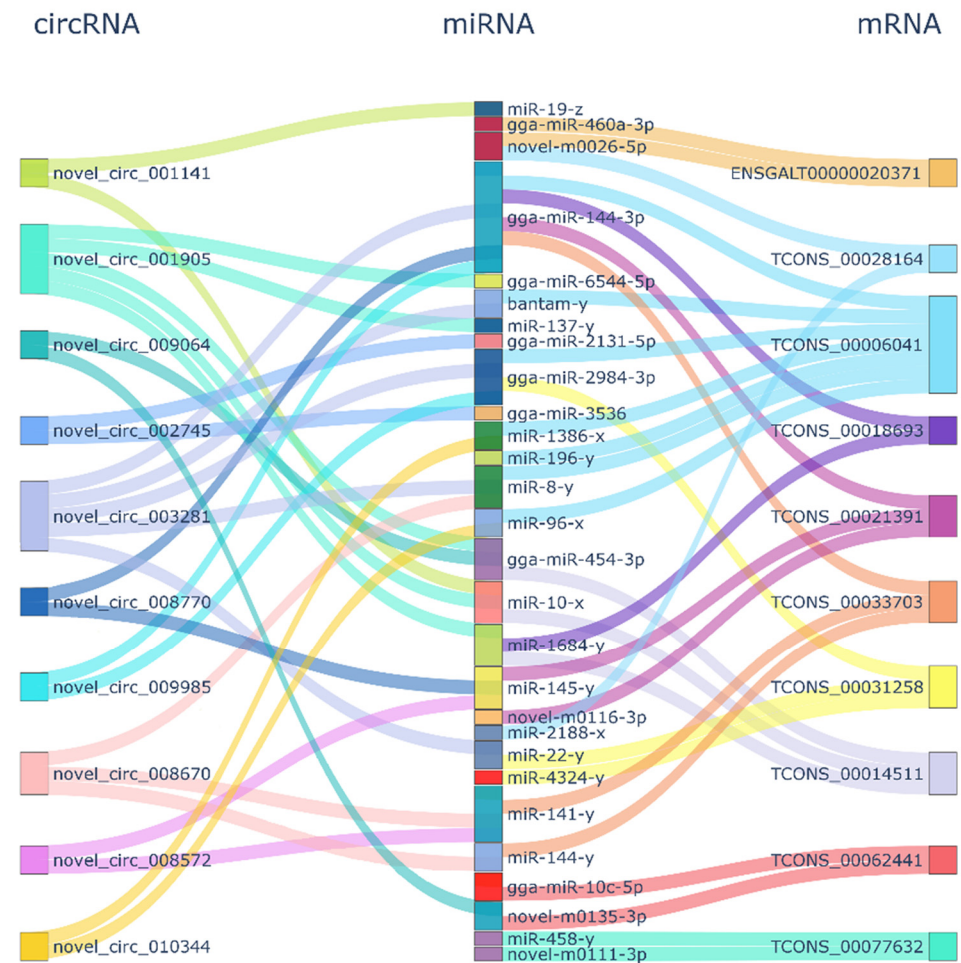 circRNA
miRNA
mRNA
novel_circ_001141
novel_circ_001905
novel_circ_009064
novel_circ_002745
novel_circ_003281
novel_circ_008770
novel_circ_009985
novel_circ_008670
novel_circ_008572
novel_circ_010344
miR-19-z
gga-miR-460a-3p
novel-m0026-5p
gga-miR-144-3p
gga-miR-6544-5p
bantam-y
miR-137-y
gga-miR-2131-5p
gga-miR-2984-3p
gga-miR-3536
miR-1386-x
miR-196-y
miR-8-y
miR-96-x
gga-miR-454-3p
miR-10-x
miR-1684-y
miR-145-y
novel-m0116-3p
miR-2188-x
miR-22-y
miR-4324-y
miR-141-y
miR-144-y
gga-miR-10c-5p
novel-m0135-3p
miR-458-y
novel-m0111-3p
ENSGALT00000020371
TCONS_00028164
TCONS_00006041
TCONS_00018693
TCONS_00021391
TCONS_00033703
TCONS_00031258
TCONS_00014511
TCONS_00062441
TCONS_00077632